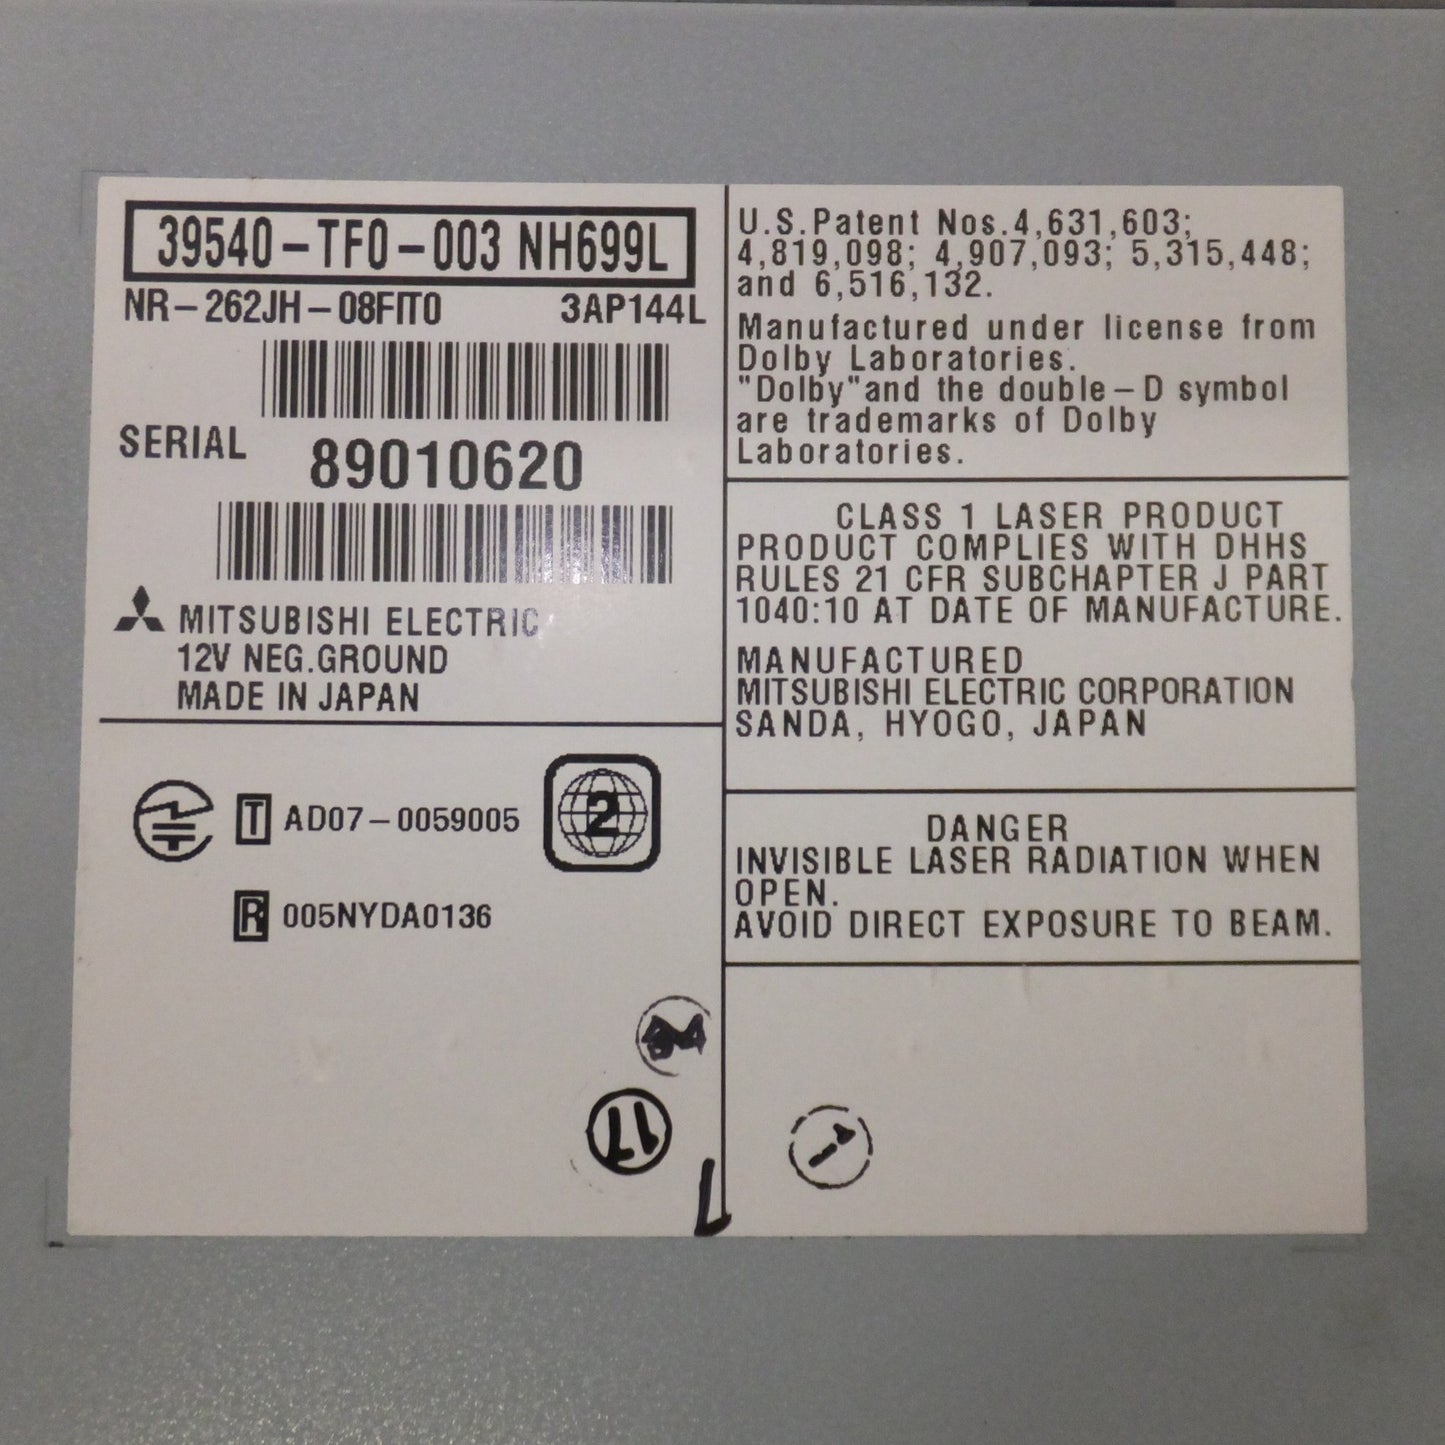 39540-TF0-003 NH699L
NR-262JH-08FIT0 3AP144L
SERIAL 89010620
MITSUBISHI ELECTRIC
12V NEG.GROUND
MADE IN JAPAN
T AD07-0059005
2
R 005NYDA0136
17
U.S.Patent Nos.4,631,603;
4,819,098; 4,907,093; 5,315,448;
and 6,516,132.
Manufactured under license from
Dolby Laboratories.
"Dolby"and the double-D symbol
are trademarks of Dolby
Laboratories.
CLASS 1 LASER PRODUCT
PRODUCT COMPLIES WITH DHHS
RULES 21 CFR SUBCHAPTER J PART
1040:10 AT DATE OF MANUFACTURE.
MANUFACTURED
MITSUBISHI ELECTRIC CORPORATION
SANDA, HYOGO, JAPAN
DANGER
INVISIBLE LASER RADIATION WHEN
OPEN.
AVOID DIRECT EXPOSURE TO BEAM.